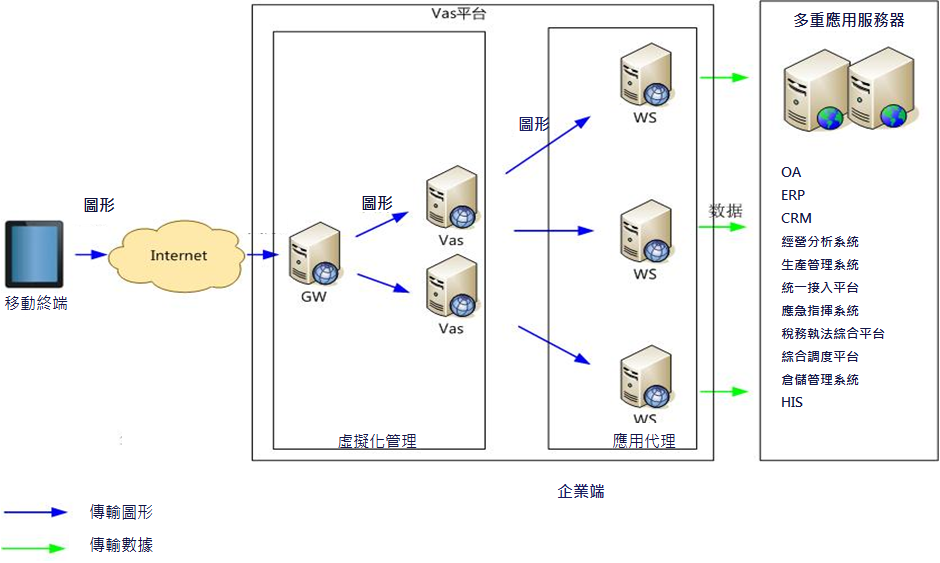 Vas平台
多重應用服務器
圖形
Internet
移動終端
GW
圖形
Vas
Vas
虛擬化管理
圖形
WS
WS
WS
應用代理
数据
OA
ERP
CRM
經營分析系統
生產管理系統
統一接入平台
應急指揮系統
稅務執法綜合平台
綜合調度平台
倉儲管理系統
HIS
企業端
傳輸圖形
傳輸數據